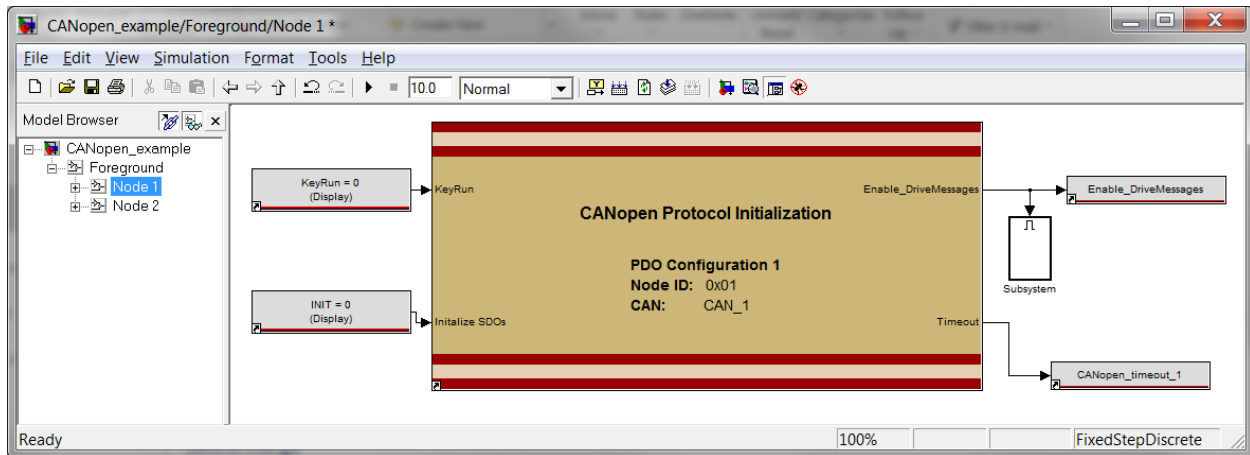 CANopen_example/Foreground/Node 1 *
File Edit View Simulation Format Tools Help
10.0 Normal
Model Browser
CANopen_example
Foreground
Node 1
Node 2
KeyRun = 0
(Display)
INIT = 0
(Display)
KeyRun
Initalize SDOs
CANopen Protocol Initialization
PDO Configuration 1
Node ID: 0x01
CAN: CAN_1
Enable_DriveMessages
Timeout
Subsystem
Enable_DriveMessages
CANopen_timeout_1
Ready 100% FixedStepDiscrete